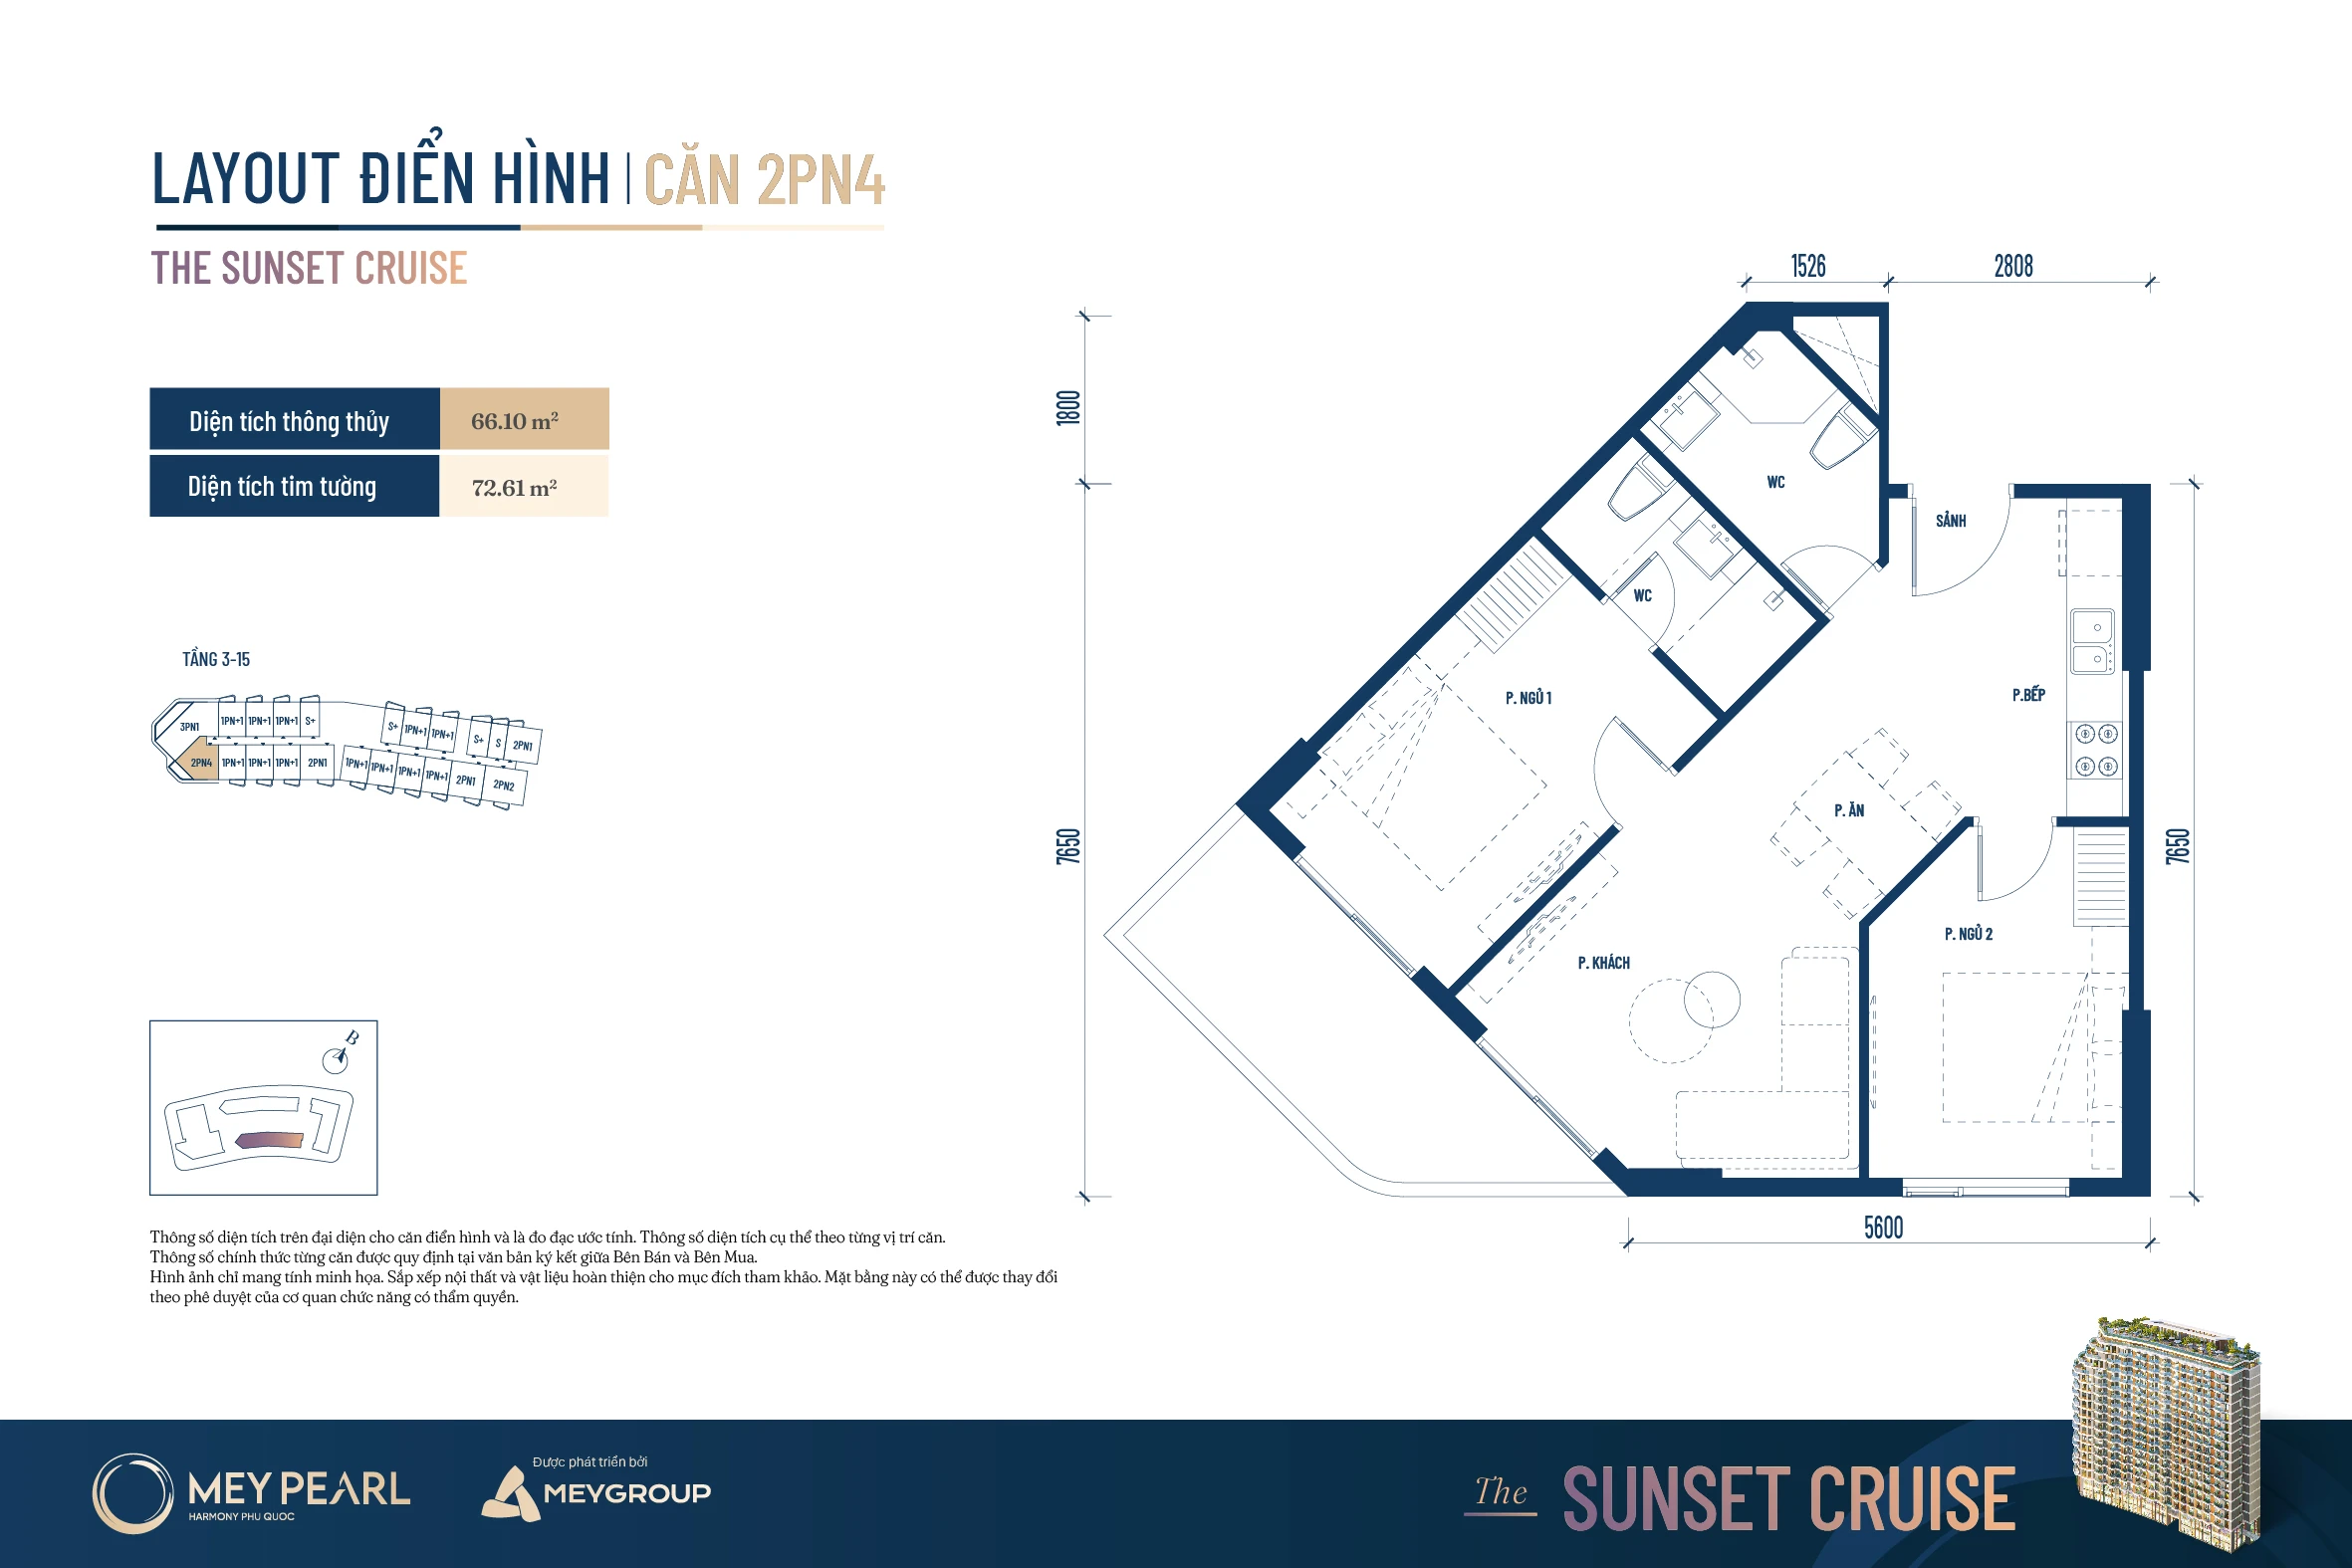 LAYOUT ĐIỂN HÌNH | CĂN 2PN4
THE SUNSET CRUISE
Diện tích thông thủy 66.10 m²
Diện tích tim tường 72.61 m²
TẦNG 3-15
3PN1 1PN+1 1PN+1 1PN+1 S+
S+ 1PN+1 1PN+1 S+ S 2PN1
2PN4 1PN+1 1PN+1 1PN+1 2PN1
1PN+1 1PN+1 1PN+1 1PN+1 2PN1 2PN2
B
1526 2808
1800
7650
7650
5600
WC
SẢNH
WC
P. NGỦ 1
P.BẾP
P. ĂN
P. NGỦ 2
P. KHÁCH
Thông số diện tích trên đại diện cho căn điển hình và là đo đạc ước tính. Thông số diện tích cụ thể theo từng vị trí căn.
Thông số chính thức từng căn được quy định tại văn bản ký kết giữa Bên Bán và Bên Mua.
Hình ảnh chỉ mang tính minh họa. Sắp xếp nội thất và vật liệu hoàn thiện cho mục đích tham khảo. Mặt bằng này có thể được thay đổi
theo phê duyệt của cơ quan chức năng có thẩm quyền.
MEY PEARL
HARMONY PHU QUOC
Được phát triển bởi
MEYGROUP
The SUNSET CRUISE